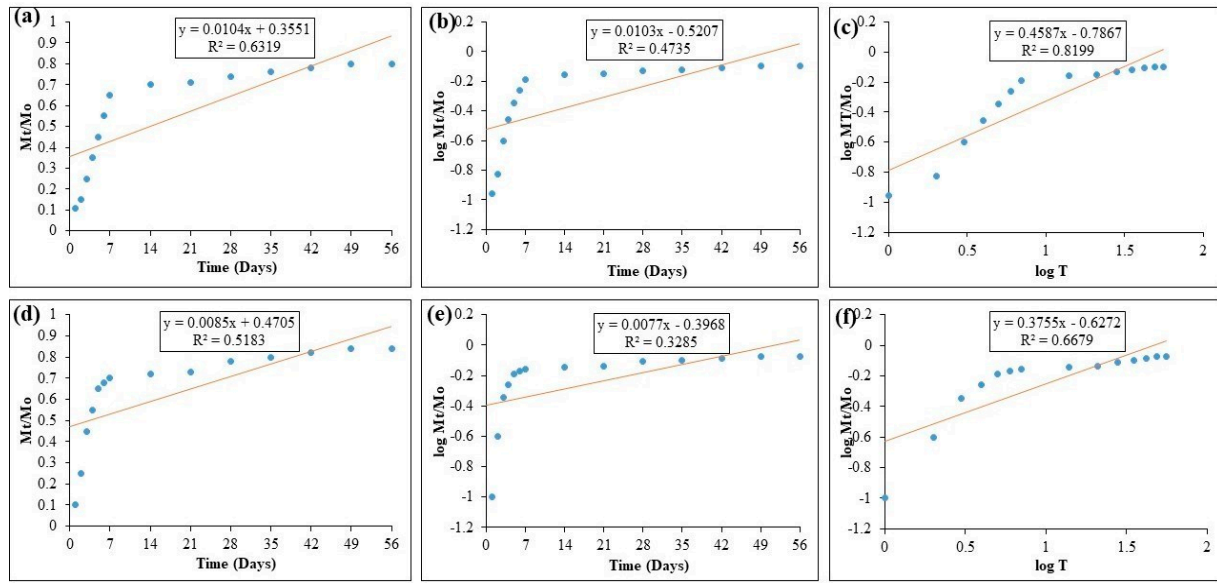 (a)
y = 0.0104x + 0.3551
R² = 0.6319
Mt/Mo
1
0.9
0.8
0.7
0.6
0.5
0.4
0.3
0.2
0.1
0
0 7 14 21 28 35 42 49 56
Time (Days)
(b)
y = 0.0103x - 0.5207
R² = 0.4735
log Mt/Mo
0.2
0
-0.2
-0.4
-0.6
-0.8
-1
-1.2
0 7 14 21 28 35 42 49 56
Time (Days)
(c)
y = 0.4587x - 0.7867
R² = 0.8199
log MT/Mo
0.2
0
-0.2
-0.4
-0.6
-0.8
-1
-1.2
0 0.5 1 1.5 2
log T
(d)
y = 0.0085x + 0.4705
R² = 0.5183
Mt/Mo
1
0.9
0.8
0.7
0.6
0.5
0.4
0.3
0.2
0.1
0
0 7 14 21 28 35 42 49 56
Time (Days)
(e)
y = 0.0077x - 0.3968
R² = 0.3285
log Mt/Mo
0.2
0
-0.2
-0.4
-0.6
-0.8
-1
-1.2
0 7 14 21 28 35 42 49 56
Time (Days)
(f)
y = 0.3755x - 0.6272
R² = 0.6679
log Mt/Mo
0.2
0
-0.2
-0.4
-0.6
-0.8
-1
-1.2
0 0.5 1 1.5 2
log T